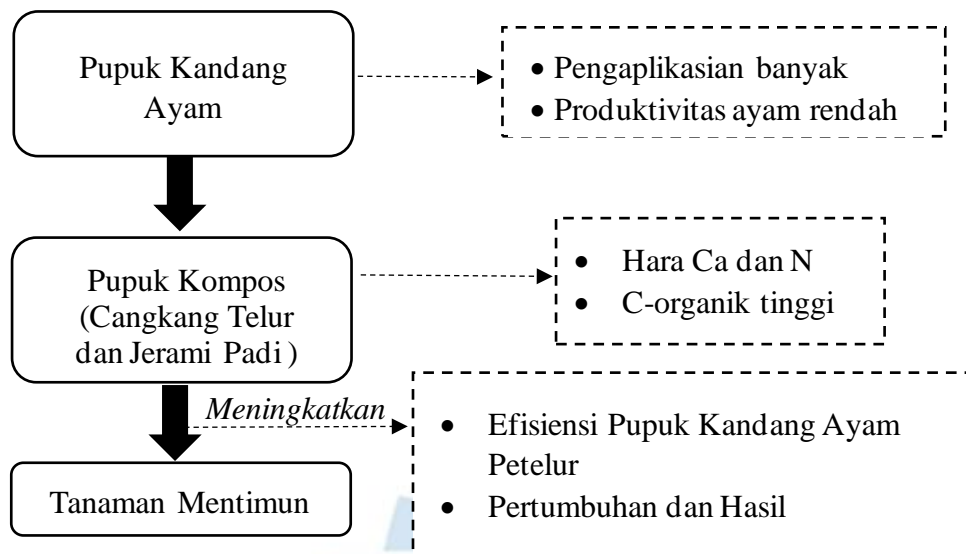 Pupuk Kandang
Ayam
• Pengaplikasian banyak
• Produktivitas ayam rendah
Pupuk Kompos
(Cangkang Telur
dan Jerami Padi)
• Hara Ca dan N
• C-organik tinggi
Meningkatkan
• Efisiensi Pupuk Kandang Ayam
Petelur
• Pertumbuhan dan Hasil
Tanaman Mentimun